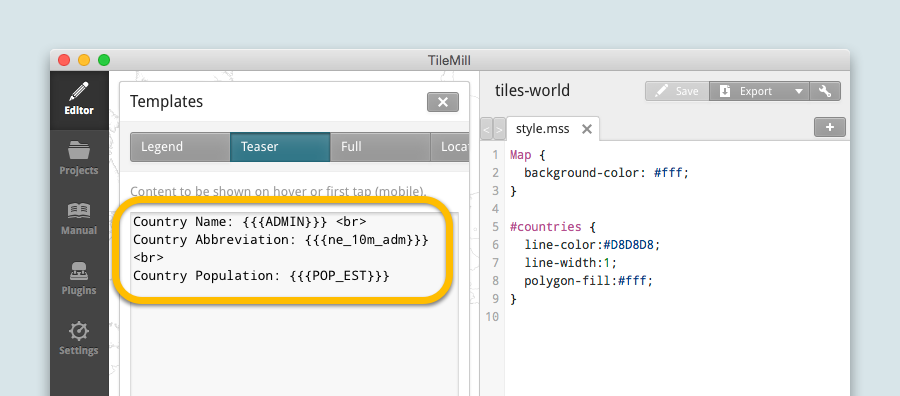 TileMill
Editor
Projects
Manual
Plugins
Settings
Templates
Legend
Teaser
Full
Content to be shown on hover or first tap (mobile).
Country Name: {{{ADMIN}}} <br>
Country Abbreviation: {{{ne_10m_adm}}}
<br>
Country Population: {{{POP_EST}}}
tiles-world
Save
Export
style.mss
1 Map {
2 background-color: #fff;
3 }
4
5 #countries {
6 line-color:#D8D8D8;
7 line-width:1;
8 polygon-fill:#fff;
9 }
10